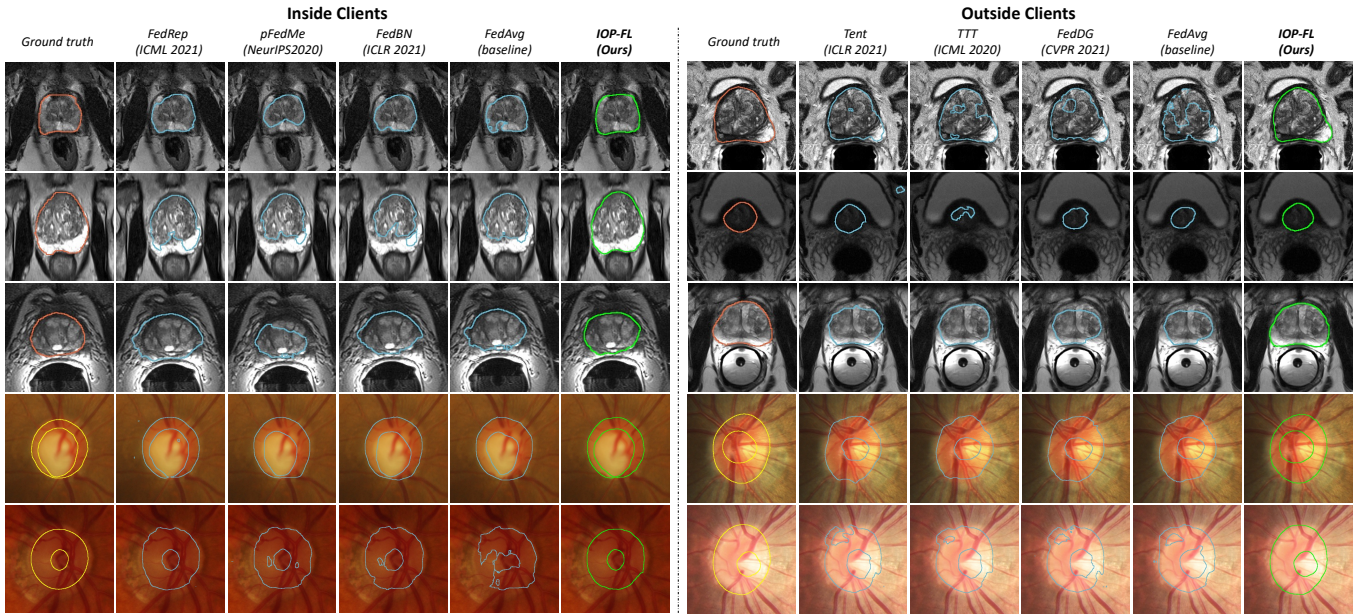 Inside Clients
Outside Clients
Ground truth
FedRep
(ICML 2021)
pFedMe
(NeurIPS2020)
FedBN
(ICLR 2021)
FedAvg
(baseline)
IOP-FL
(Ours)
Ground truth
Tent
(ICLR 2021)
TTT
(ICML 2020)
FedDG
(CVPR 2021)
FedAvg
(baseline)
IOP-FL
(Ours)